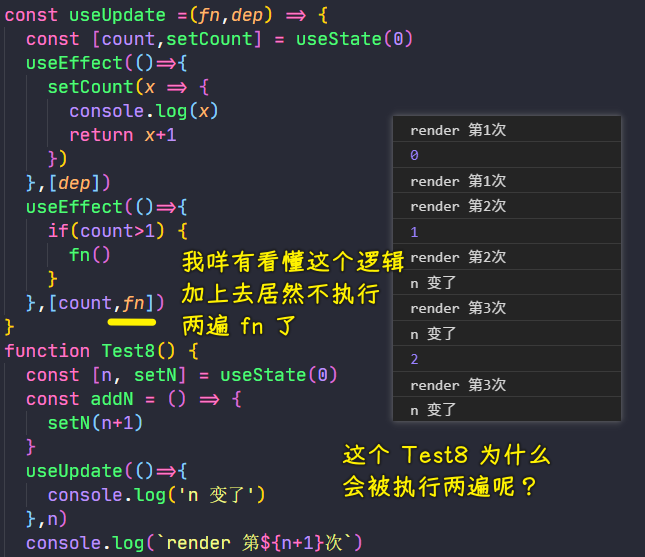 const useUpdate =(fn,dep) => {
const [count,setCount] = useState(0)
useEffect(()=>{
setCount(x => {
console.log(x)
return x+1
})
},[dep])
useEffect(()=>{
if(count>1) {
fn()
}
},[count,fn])
}
function Test8() {
const [n, setN] = useState(0)
const addN = () => {
setN(n+1)
}
useUpdate(()=>{
console.log('n 变了')
},n)
console.log(`render 第${n+1}次`)
render 第1次
0
render 第1次
render 第2次
1
render 第2次
n 变了
render 第3次
n 变了
2
render 第3次
n 变了
我咩有看懂这个逻辑
加上去居然不执行
两遍 fn 了
这个 Test8 为什么
会被执行两遍呢？